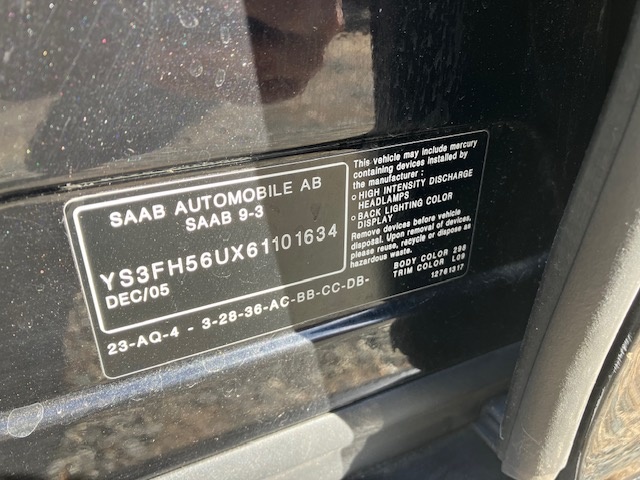 SAAB AUTOMOBILE AB
SAAB 9-3
YS3FH56UX61101634
DEC/05
23-AQ-4 - 3-28-36-AC-BB-CC-DB-
This vehicle may include mercury
containing devices installed by
the manufacturer :
○ HIGH INTENSITY DISCHARGE
HEADLAMPS
○ BACK LIGHTING COLOR
DISPLAY
Remove devices before vehicle
disposal. Upon removal of devices,
please reuse, recycle or dispose as
hazardous waste.
BODY COLOR 298
TRIM COLOR L09
12761317